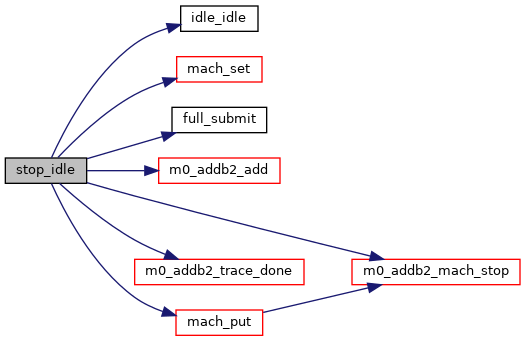 idle_idle
mach_set
full_submit
stop_idle
m0_addb2_add
m0_addb2_trace_done
m0_addb2_mach_stop
mach_put